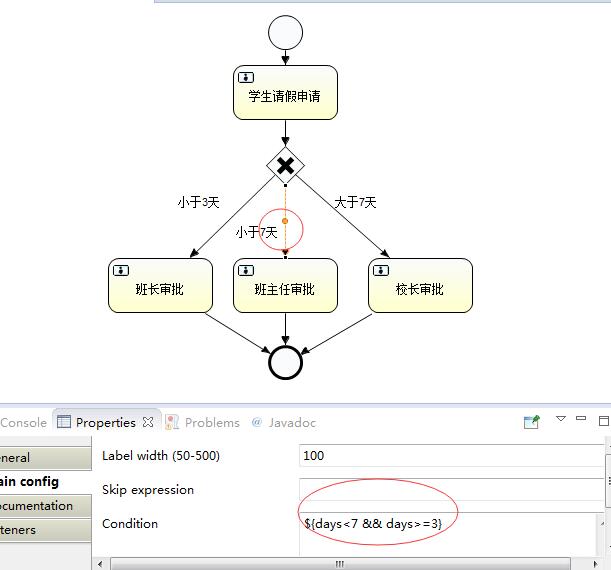 学生请假申请
小于3天
大于7天
小于7天
班长审批
班主任审批
校长审批
Console
Properties
Problems
@ Javadoc
eneral
ain config
ocumentation
teners
Label width (50-500)
100
Skip expression
Condition
${days<7 && days>=3}